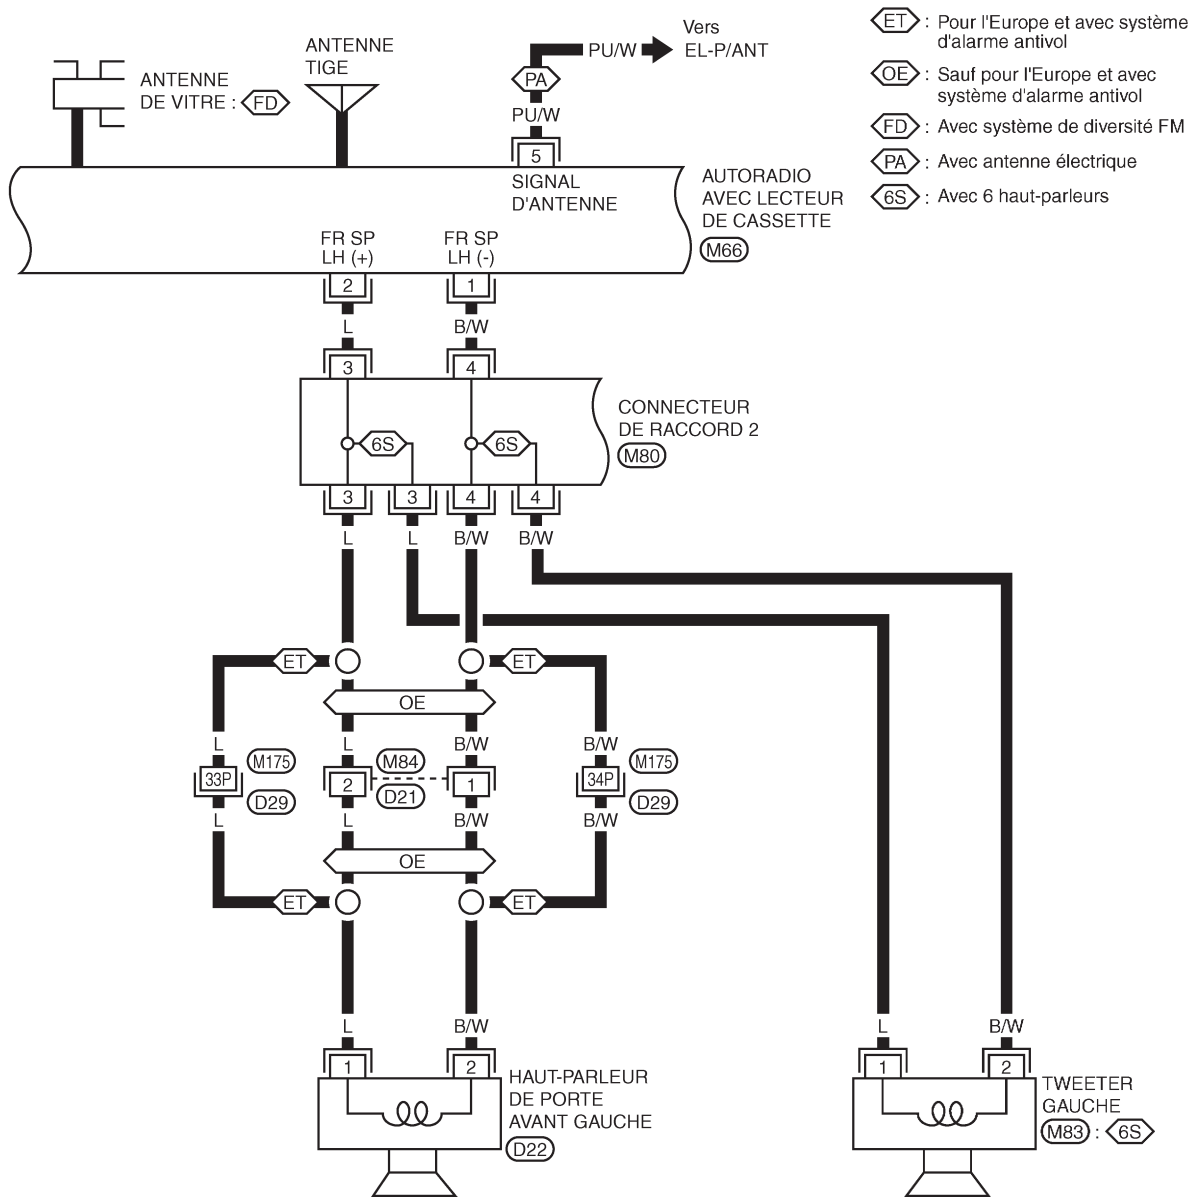 ET : Pour l'Europe et avec système
d'alarme antivol
OE : Sauf pour l'Europe et avec
système d'alarme antivol
FD : Avec système de diversité FM
PA : Avec antenne électrique
6S : Avec 6 haut-parleurs
ANTENNE
DE VITRE : FD
ANTENNE
TIGE
Vers
EL-P/ANT
PU/W
PA
PU/W
5
SIGNAL
D'ANTENNE
AUTORADIO
AVEC LECTEUR
DE CASSETTE
M66
FR SP
LH (+)
FR SP
LH (-)
2 1
L B/W
3 4
CONNECTEUR
DE RACCORD 2
M80
6S 6S
3 3 4 4
L L B/W B/W
ET ET
OE
L L B/W B/W
M175 M84 M175
33P 2 1 34P
D29 D21 D29
L L B/W B/W
OE
ET ET
L B/W L B/W
1 2 1 2
HAUT-PARLEUR
DE PORTE
AVANT GAUCHE
D22
TWEETER
GAUCHE
M83 : 6S